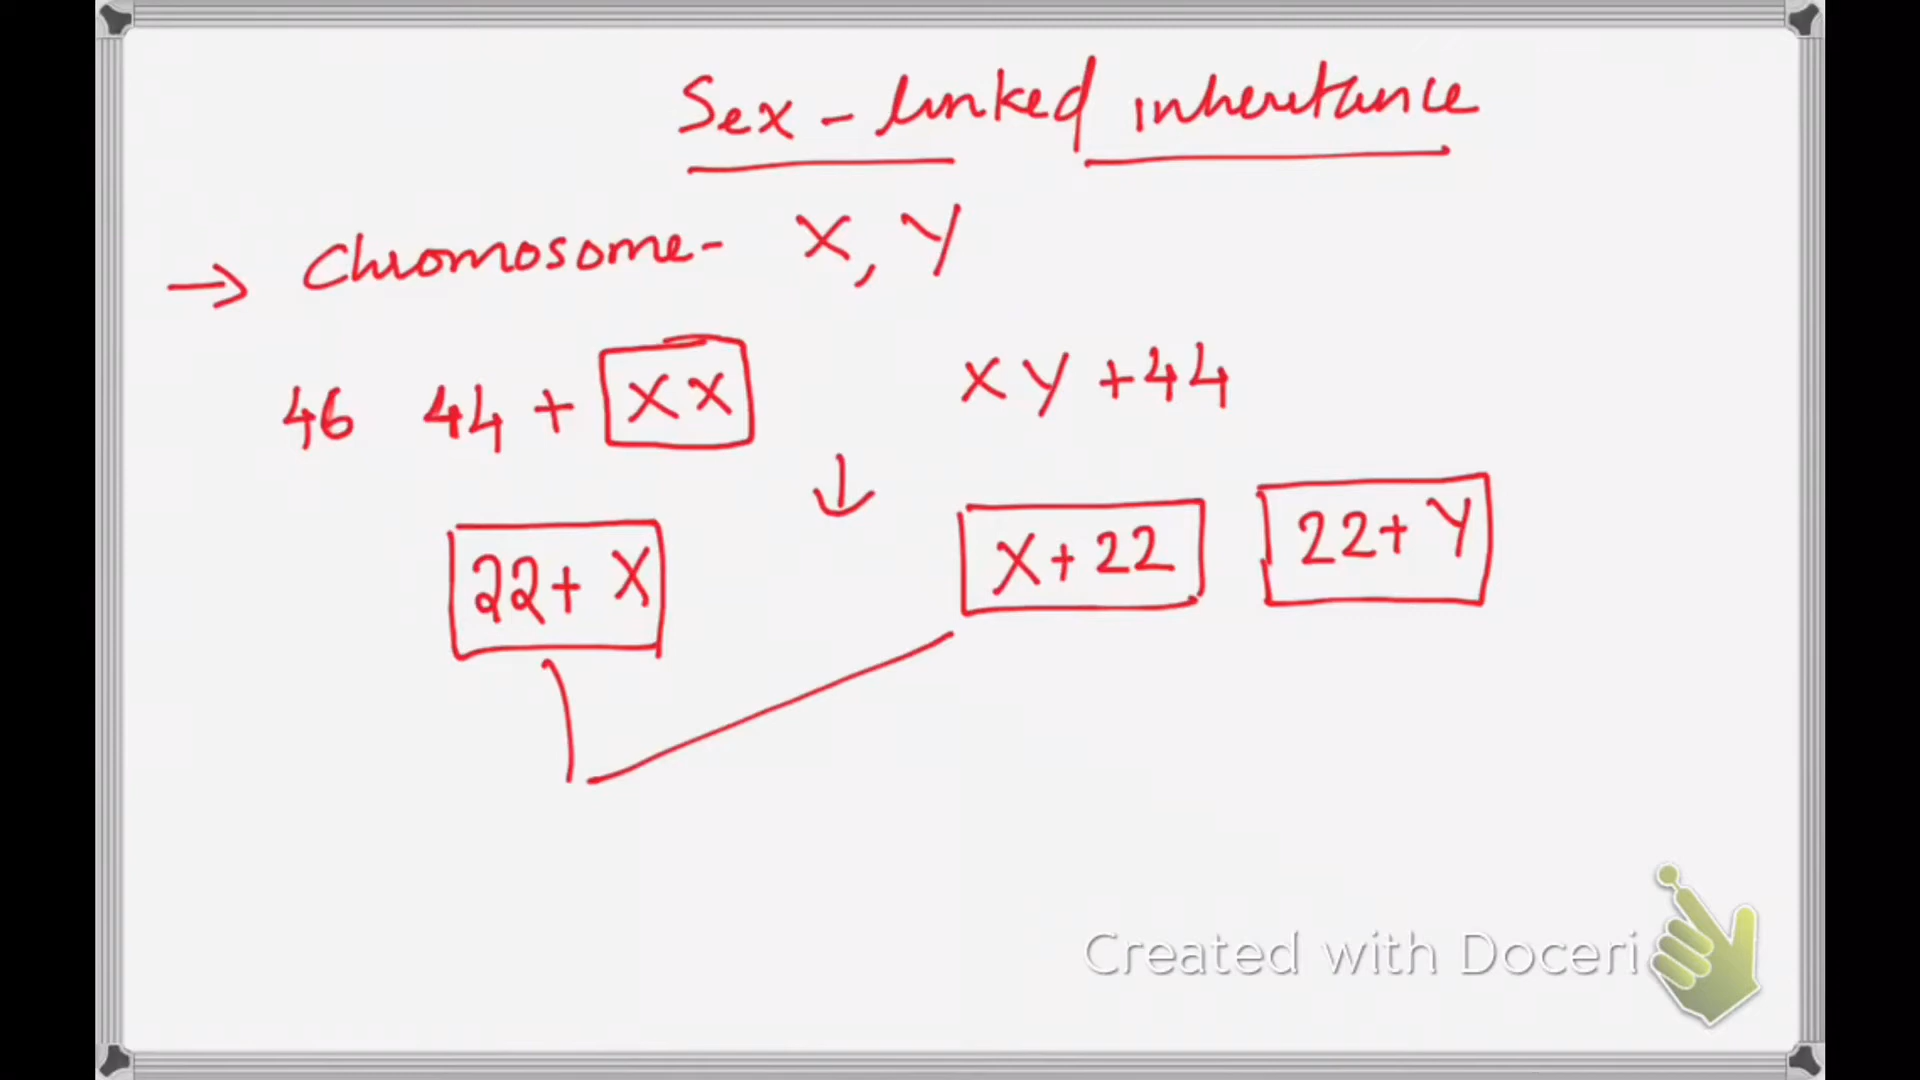 Sex-linked inheritance
→ Chromosome- X, Y
46 44 + XX XY +44
↓
22+ X X+ 22 22+ Y
Created with Doceri